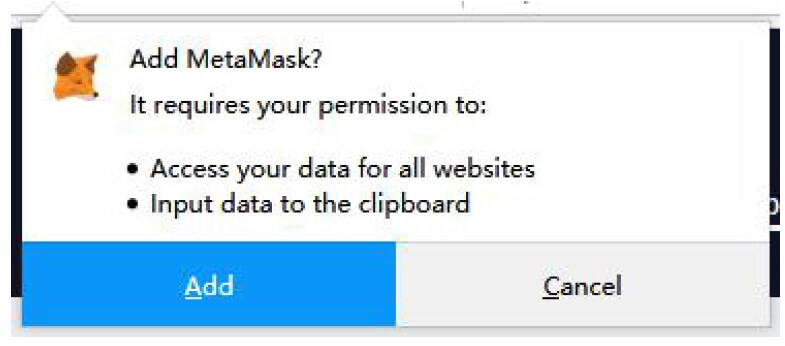 Add MetaMask?
It requires your permission to:
• Access your data for all websites
• Input data to the clipboard
Add
Cancel